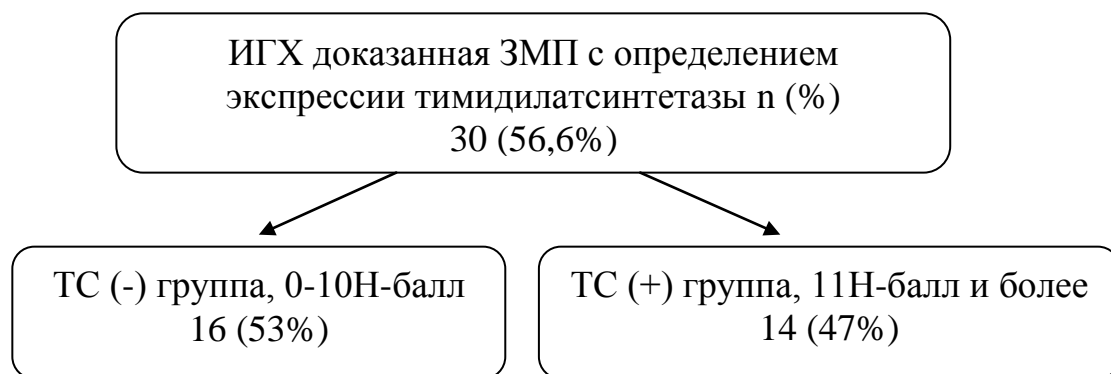 ИГХ доказанная ЗМП с определением
экспрессии тимидилатсинтетазы n (%)
30 (56,6%)
ТС (-) группа, 0-10Н-балл
16 (53%)
ТС (+) группа, 11Н-балл и более
14 (47%)